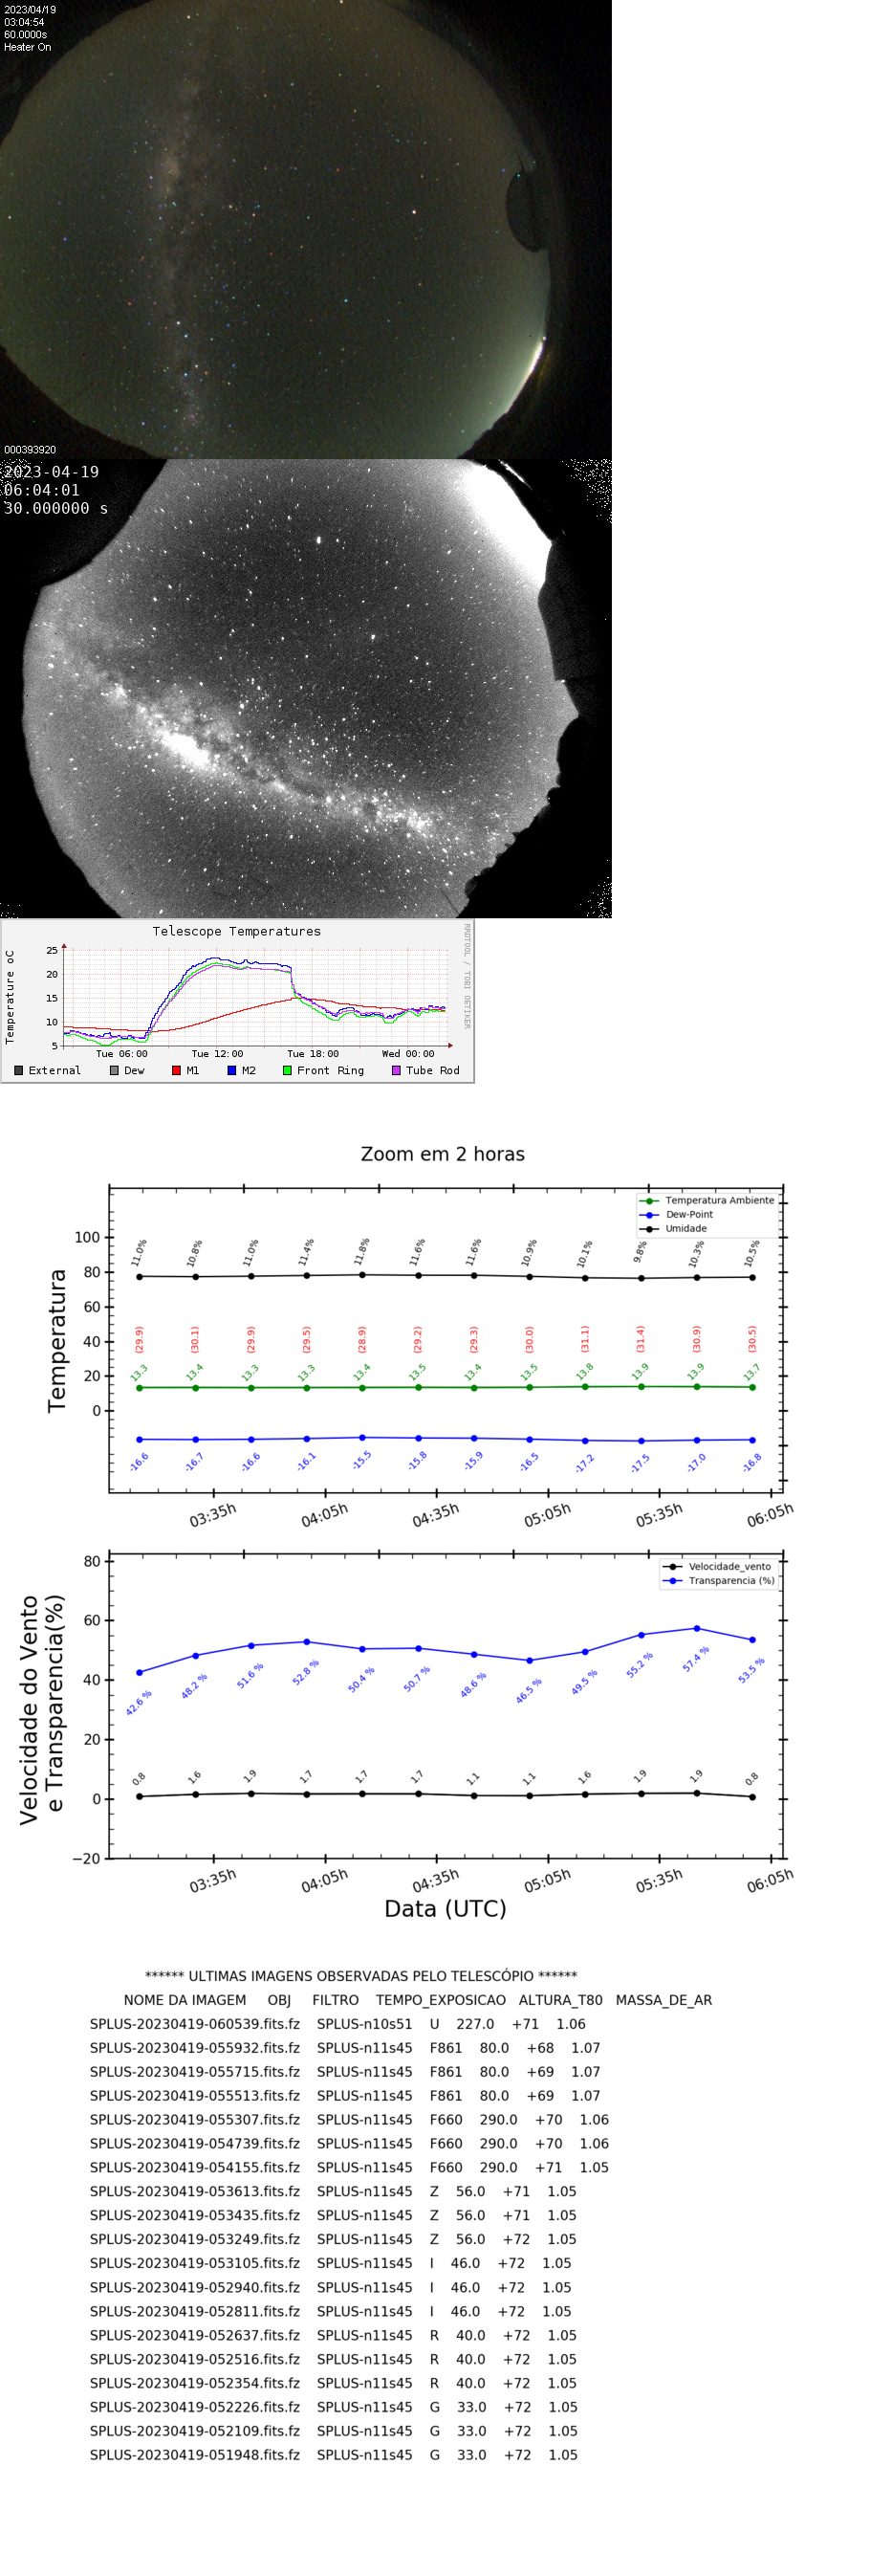 2023/04/19
03:04:54
60.0000s
Heater On
000393920
2023-04-19
06:04:01
30.000000 s
Telescope Temperatures
Temperature oC
RRDTOOL / TOBI OETIKER
25
20
15
10
5
Tue 06:00 Tue 12:00 Tue 18:00 Wed 00:00
External Dew M1 M2 Front Ring Tube Rod
Zoom em 2 horas
Temperatura
Temperatura Ambiente
Dew-Point
Umidade
100
80
60
40
20
0
11.0% 10.8% 11.0% 11.4% 11.8% 11.6% 11.6% 10.9% 10.1% 9.8% 10.3% 10.5%
(29.9) (30.1) (29.9) (29.5) (28.9) (29.2) (29.3) (30.0) (31.1) (31.4) (30.9) (30.5)
13.3 13.4 13.3 13.3 13.4 13.5 13.4 13.5 13.8 13.9 13.9 13.7
-16.6 -16.7 -16.6 -16.1 -15.5 -15.8 -15.9 -16.5 -17.2 -17.5 -17.0 -16.8
03:35h 04:05h 04:35h 05:05h 05:35h 06:05h
Velocidade do Vento
e Transparencia(%)
Velocidade_vento
Transparencia (%)
80
60
40
20
0
−20
42.6 % 48.2 % 51.6 % 52.8 % 50.4 % 50.7 % 48.6 % 46.5 % 49.5 % 55.2 % 57.4 % 53.5 %
0.8 1.6 1.9 1.7 1.7 1.7 1.1 1.1 1.6 1.9 1.9 0.8
03:35h 04:05h 04:35h 05:05h 05:35h 06:05h
Data (UTC)
****** ULTIMAS IMAGENS OBSERVADAS PELO TELESCÓPIO ******
NOME DA IMAGEM OBJ FILTRO TEMPO_EXPOSICAO ALTURA_T80 MASSA_DE_AR
SPLUS-20230419-060539.fits.fz SPLUS-n10s51 U 227.0 +71 1.06
SPLUS-20230419-055932.fits.fz SPLUS-n11s45 F861 80.0 +68 1.07
SPLUS-20230419-055715.fits.fz SPLUS-n11s45 F861 80.0 +69 1.07
SPLUS-20230419-055513.fits.fz SPLUS-n11s45 F861 80.0 +69 1.07
SPLUS-20230419-055307.fits.fz SPLUS-n11s45 F660 290.0 +70 1.06
SPLUS-20230419-054739.fits.fz SPLUS-n11s45 F660 290.0 +70 1.06
SPLUS-20230419-054155.fits.fz SPLUS-n11s45 F660 290.0 +71 1.05
SPLUS-20230419-053613.fits.fz SPLUS-n11s45 Z 56.0 +71 1.05
SPLUS-20230419-053435.fits.fz SPLUS-n11s45 Z 56.0 +71 1.05
SPLUS-20230419-053249.fits.fz SPLUS-n11s45 Z 56.0 +72 1.05
SPLUS-20230419-053105.fits.fz SPLUS-n11s45 I 46.0 +72 1.05
SPLUS-20230419-052940.fits.fz SPLUS-n11s45 I 46.0 +72 1.05
SPLUS-20230419-052811.fits.fz SPLUS-n11s45 I 46.0 +72 1.05
SPLUS-20230419-052637.fits.fz SPLUS-n11s45 R 40.0 +72 1.05
SPLUS-20230419-052516.fits.fz SPLUS-n11s45 R 40.0 +72 1.05
SPLUS-20230419-052354.fits.fz SPLUS-n11s45 R 40.0 +72 1.05
SPLUS-20230419-052226.fits.fz SPLUS-n11s45 G 33.0 +72 1.05
SPLUS-20230419-052109.fits.fz SPLUS-n11s45 G 33.0 +72 1.05
SPLUS-20230419-051948.fits.fz SPLUS-n11s45 G 33.0 +72 1.05